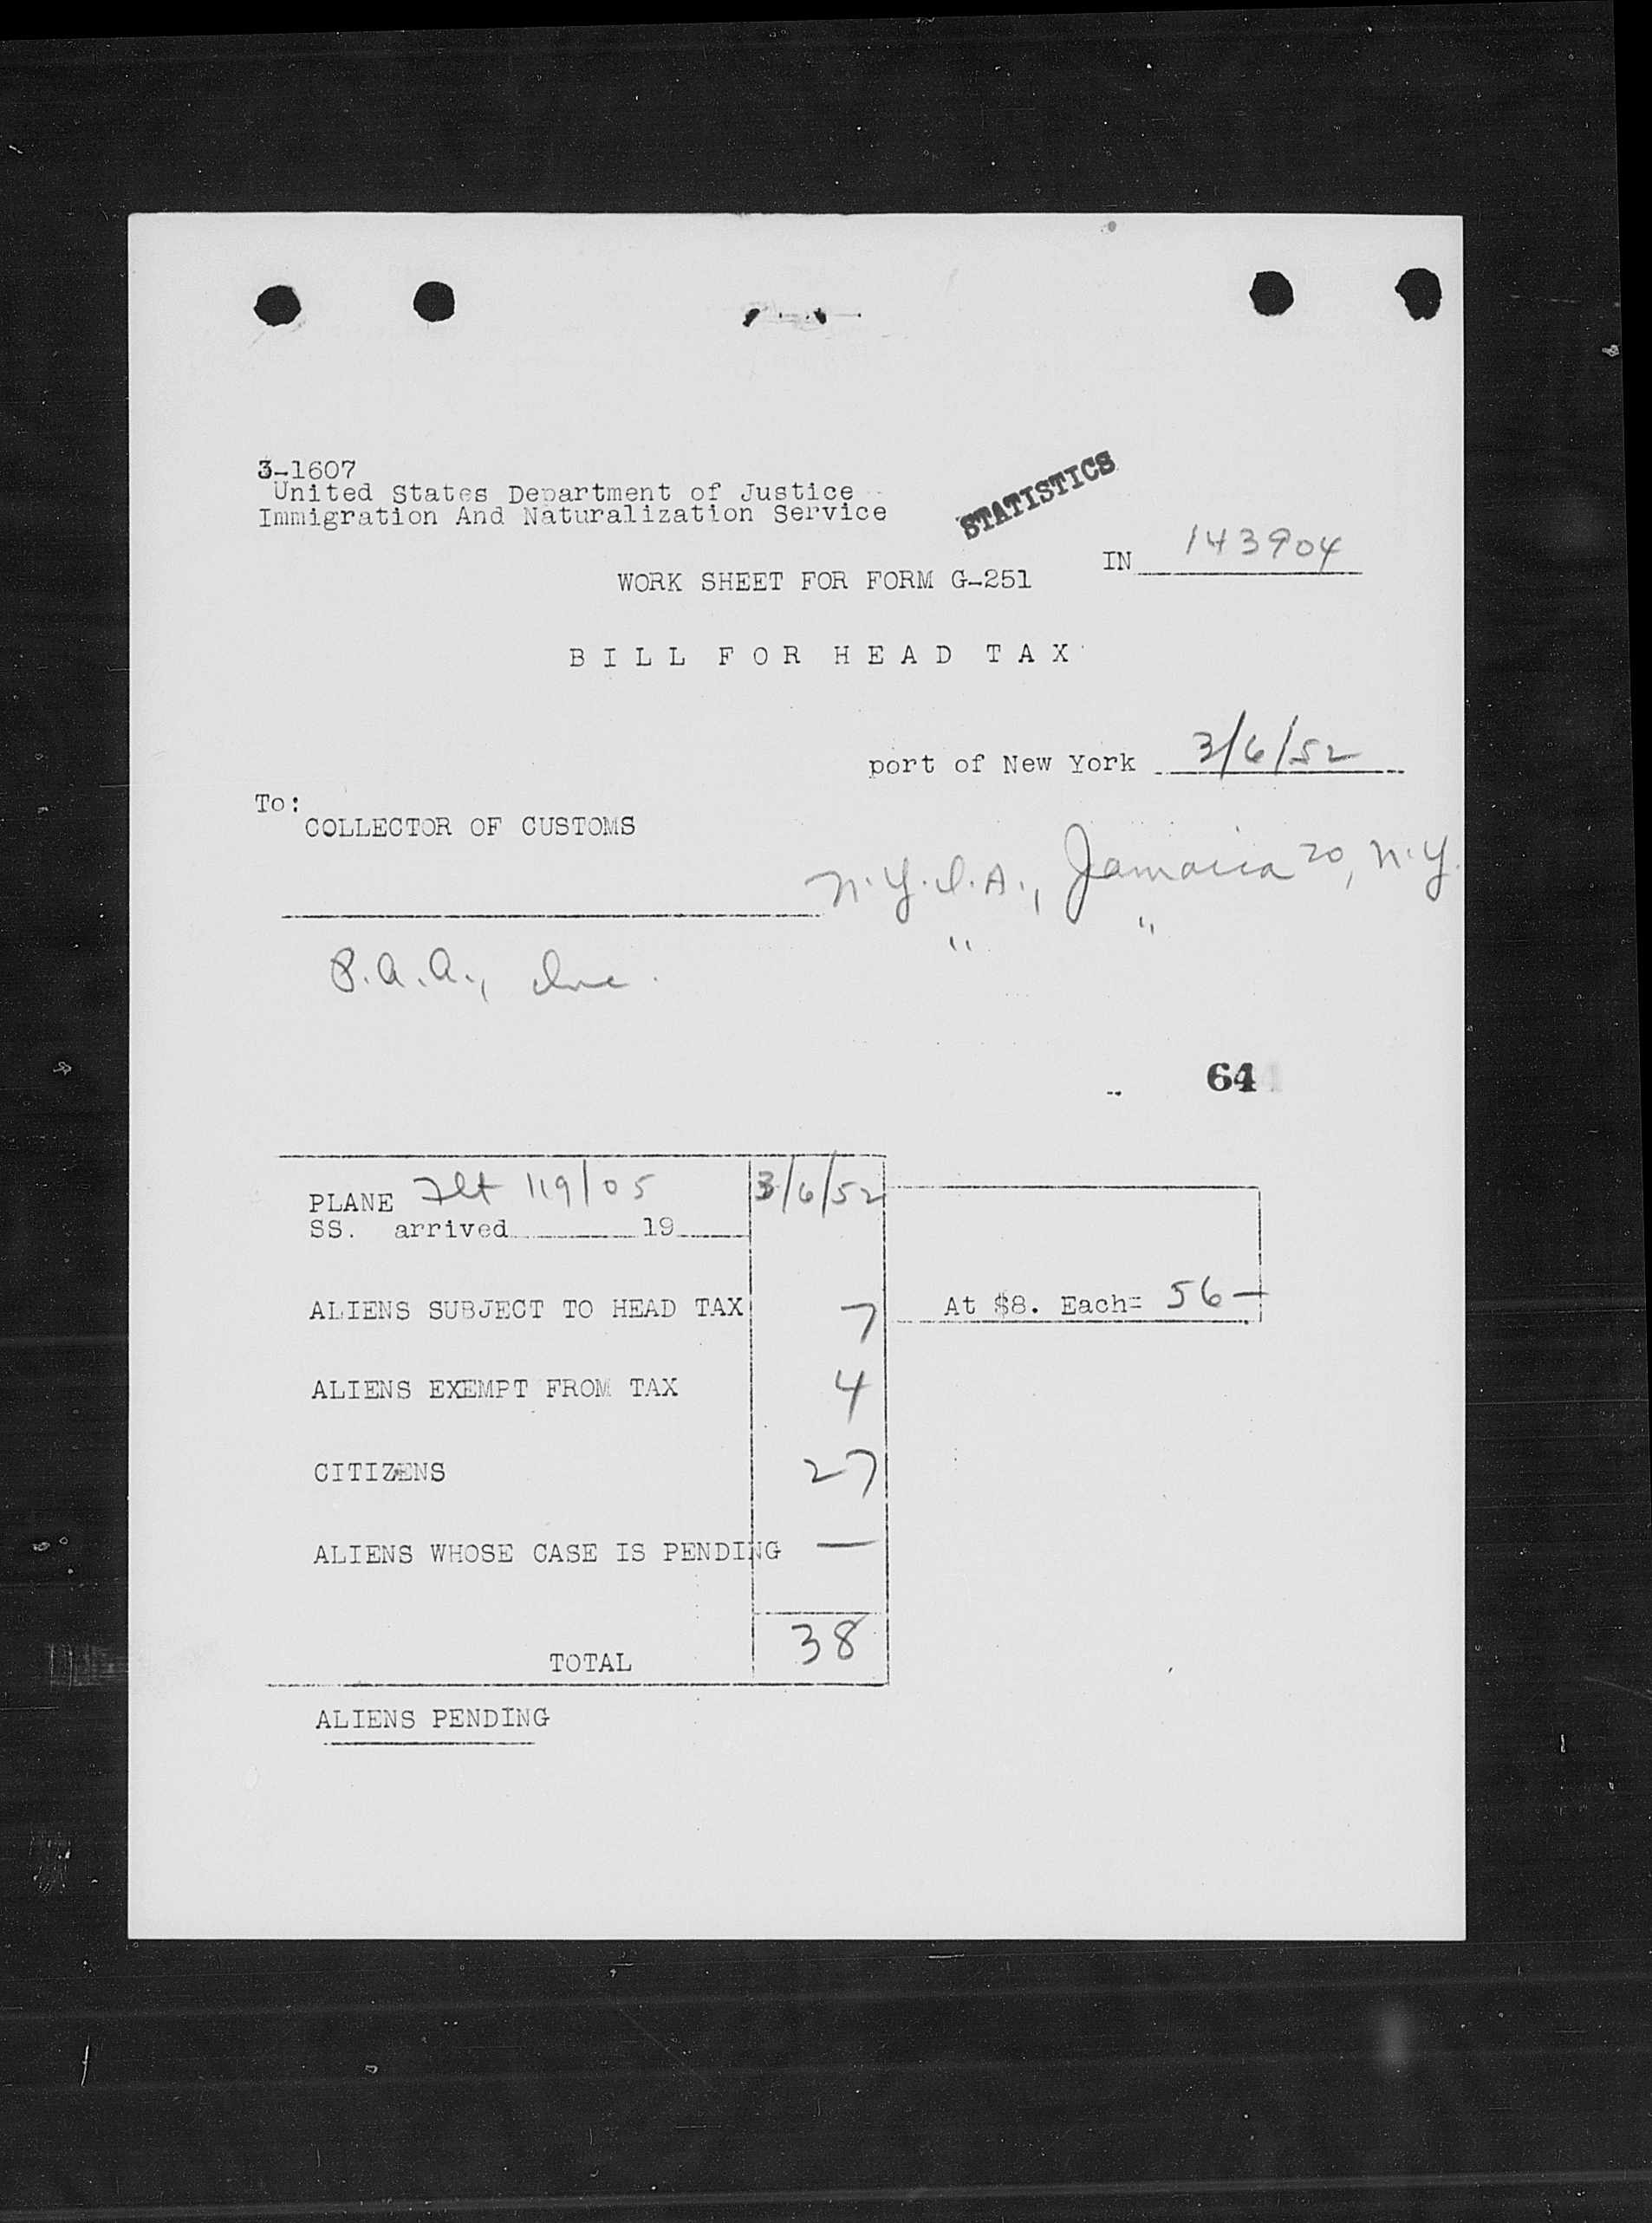 3-1607
United States Department of Justice
Immigration And Naturalization Service
STATISTICS
IN 143904
WORK SHEET FOR FORM G-251
BILL FOR HEAD TAX
port of New York 3/6/52
To:
COLLECTOR OF CUSTOMS
N.Y.I.A., Jamaica 20, N.Y.
P.A.A., Inc. " "
64
PLANE Flt 119/05 3/6/52
SS. arrived 19
ALIENS SUBJECT TO HEAD TAX 7 At $8. Each= 56—
ALIENS EXEMPT FROM TAX 4
CITIZENS 27
ALIENS WHOSE CASE IS PENDING —
TOTAL 38
ALIENS PENDING